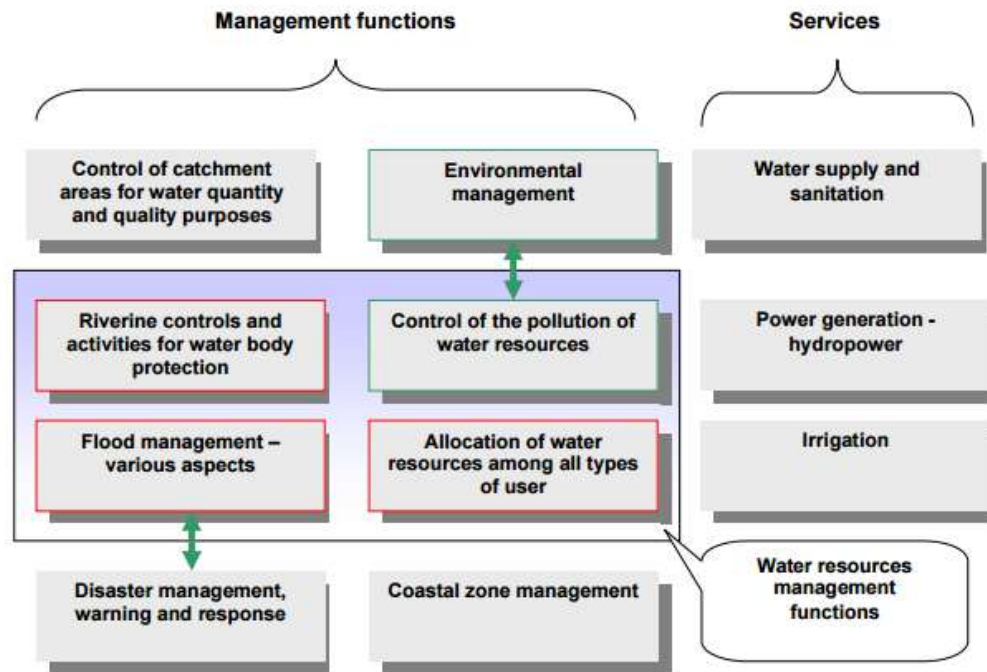 Management functions
Services
Control of catchment
areas for water quantity
and quality purposes
Environmental
management
Water supply and
sanitation
Riverine controls and
activities for water body
protection
Control of the pollution of
water resources
Power generation -
hydropower
Flood management –
various aspects
Allocation of water
resources among all types
of user
Irrigation
Disaster management,
warning and response
Coastal zone management
Water resources
management
functions